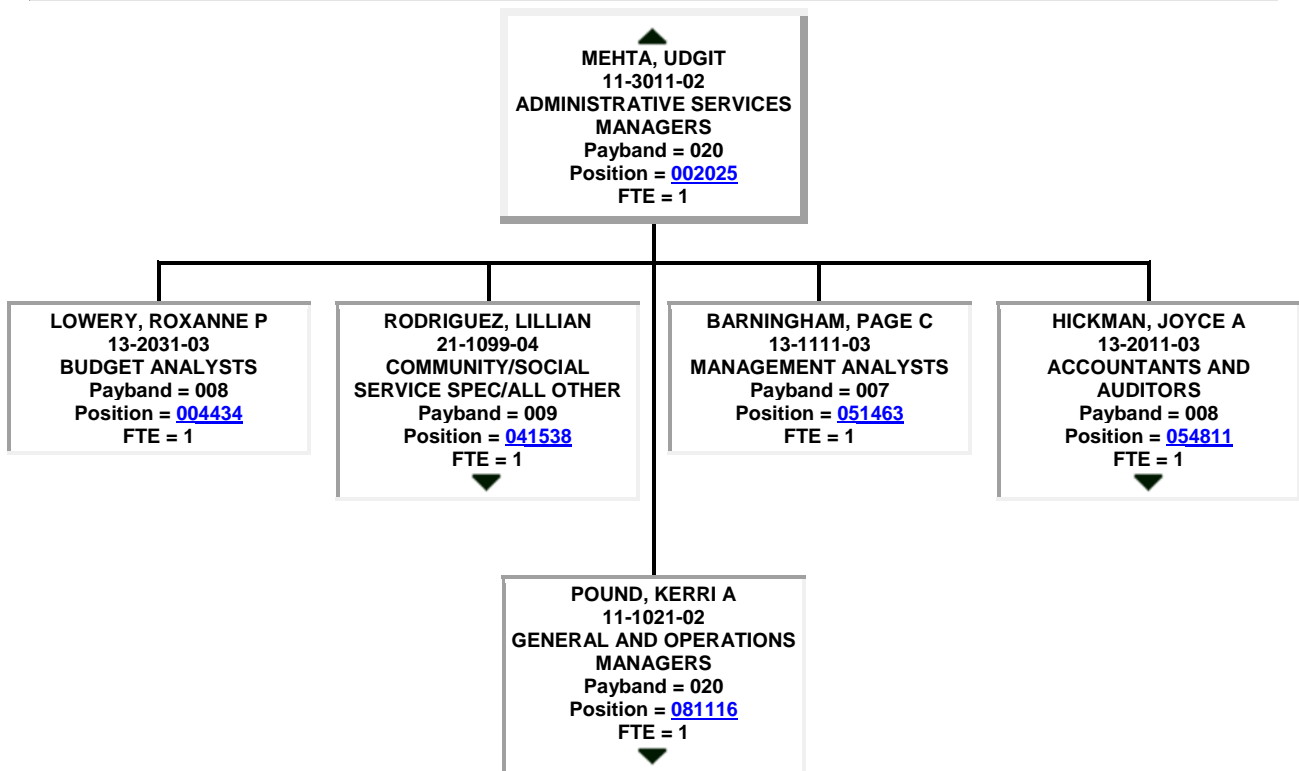 MEHTA, UDGIT
11-3011-02
ADMINISTRATIVE SERVICES
MANAGERS
Payband = 020
Position = 002025
FTE = 1
LOWERY, ROXANNE P
13-2031-03
BUDGET ANALYSTS
Payband = 008
Position = 004434
FTE = 1
RODRIGUEZ, LILLIAN
21-1099-04
COMMUNITY/SOCIAL
SERVICE SPEC/ALL OTHER
Payband = 009
Position = 041538
FTE = 1
BARNINGHAM, PAGE C
13-1111-03
MANAGEMENT ANALYSTS
Payband = 007
Position = 051463
FTE = 1
HICKMAN, JOYCE A
13-2011-03
ACCOUNTANTS AND
AUDITORS
Payband = 008
Position = 054811
FTE = 1
POUND, KERRI A
11-1021-02
GENERAL AND OPERATIONS
MANAGERS
Payband = 020
Position = 081116
FTE = 1